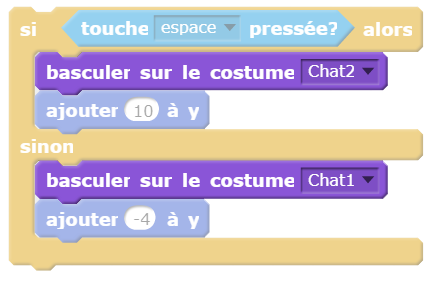 si touche espace pressée? alors
basculer sur le costume Chat2
ajouter 10 à y
sinon
basculer sur le costume Chat1
ajouter -4 à y